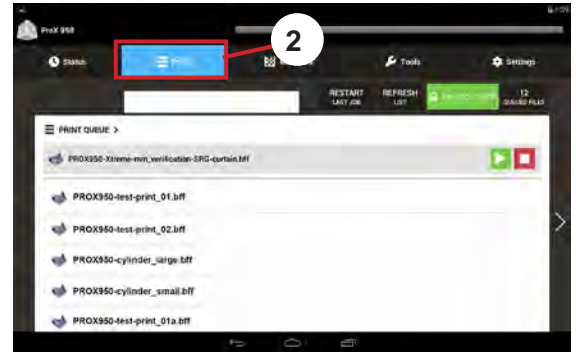 ProX 950
2
Status
Print
Tools
Settings
RESTART
LAST JOB
REFRESH
LIST
12
QUEUED FILES
PRINT QUEUE >
PROX950-Xtreme-mm_verification-SRG-curtain.bff
PROX950-test-print_01.bff
PROX950-test-print_02.bff
PROX950-cylinder_large.bff
PROX950-cylinder_small.bff
PROX950-test-print_01a.bff